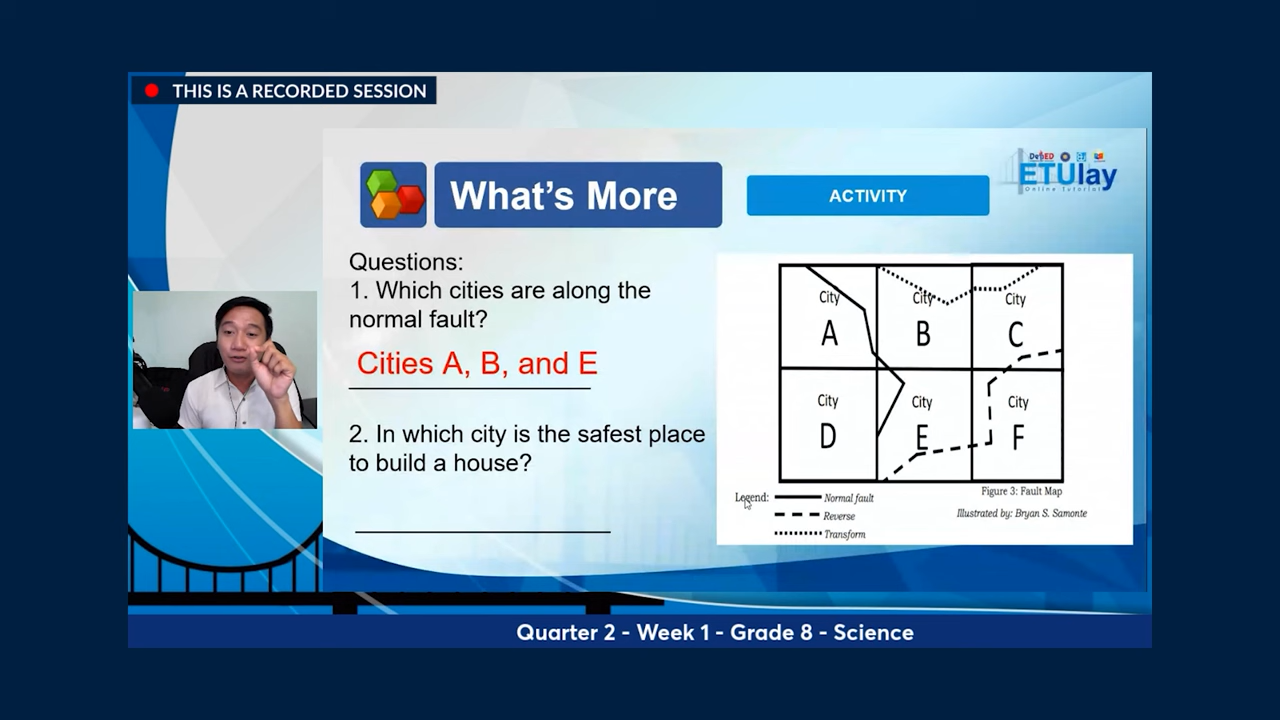 THIS IS A RECORDED SESSION
What's More
ACTIVITY
DepED
ETUlay
Online Tutorial
Questions:
1. Which cities are along the
normal fault?
Cities A, B, and E
2. In which city is the safest place
to build a house?
City
A
City
B
City
C
City
D
City
E
City
F
Legend:
Normal fault
Reverse
Transform
Figure 3: Fault Map
Illustrated by: Bryan S. Samonte
Quarter 2 - Week 1 - Grade 8 - Science